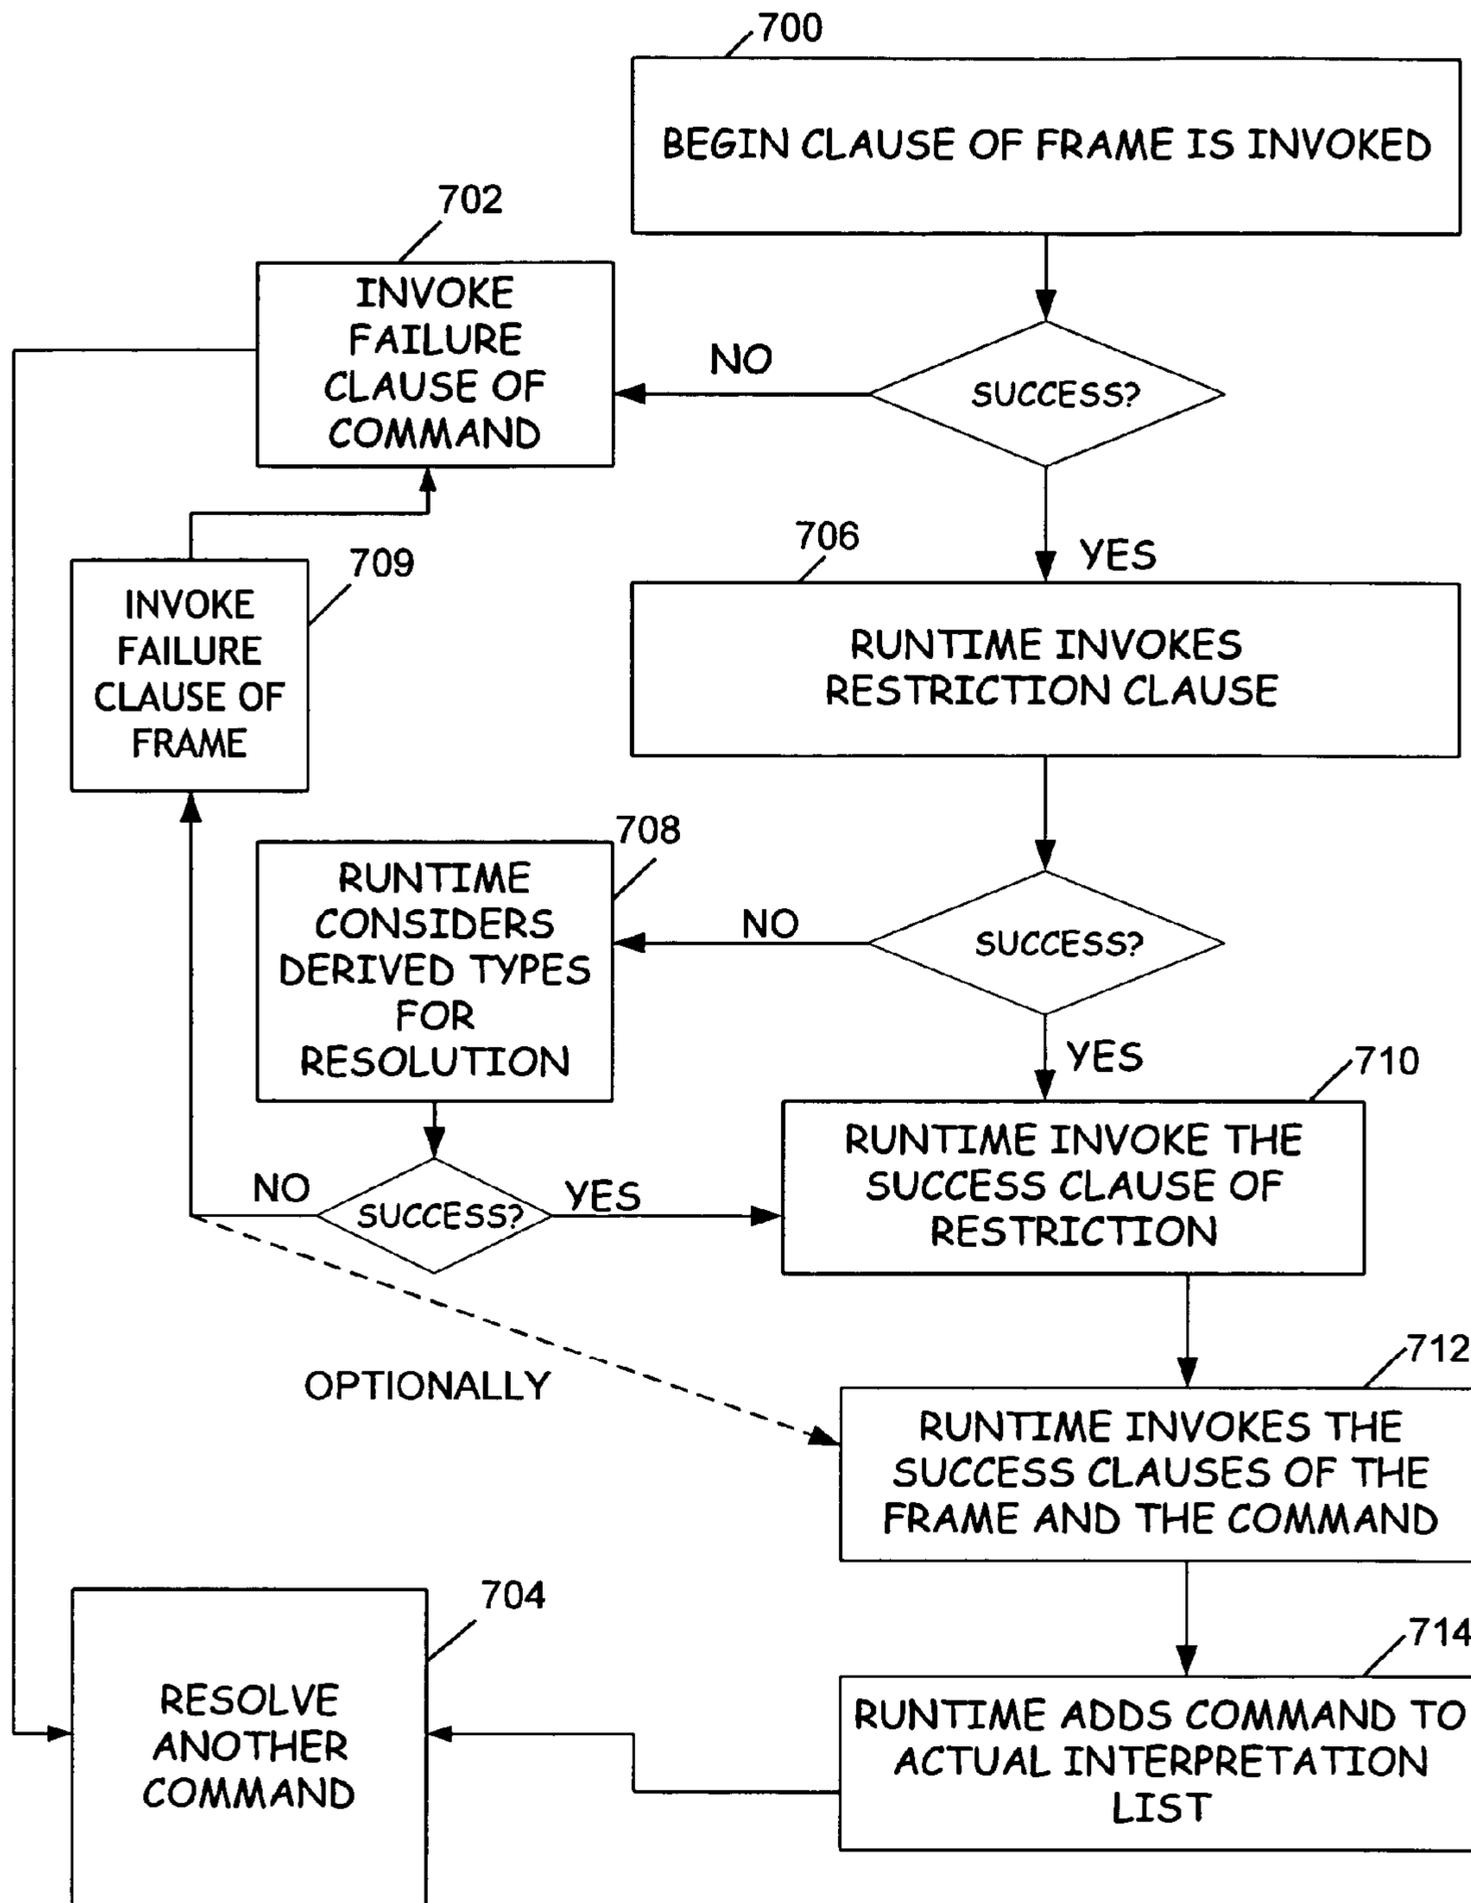 700
BEGIN CLAUSE OF FRAME IS INVOKED
702
INVOKE
FAILURE
CLAUSE OF
COMMAND
NO
SUCCESS?
YES
706
RUNTIME INVOKES
RESTRICTION CLAUSE
709
INVOKE
FAILURE
CLAUSE OF
FRAME
708
RUNTIME
CONSIDERS
DERIVED TYPES
FOR
RESOLUTION
NO
SUCCESS?
YES
710
RUNTIME INVOKE THE
SUCCESS CLAUSE OF
RESTRICTION
NO
SUCCESS?
YES
OPTIONALLY
712
RUNTIME INVOKES THE
SUCCESS CLAUSES OF THE
FRAME AND THE COMMAND
704
RESOLVE
ANOTHER
COMMAND
714
RUNTIME ADDS COMMAND TO
ACTUAL INTERPRETATION
LIST